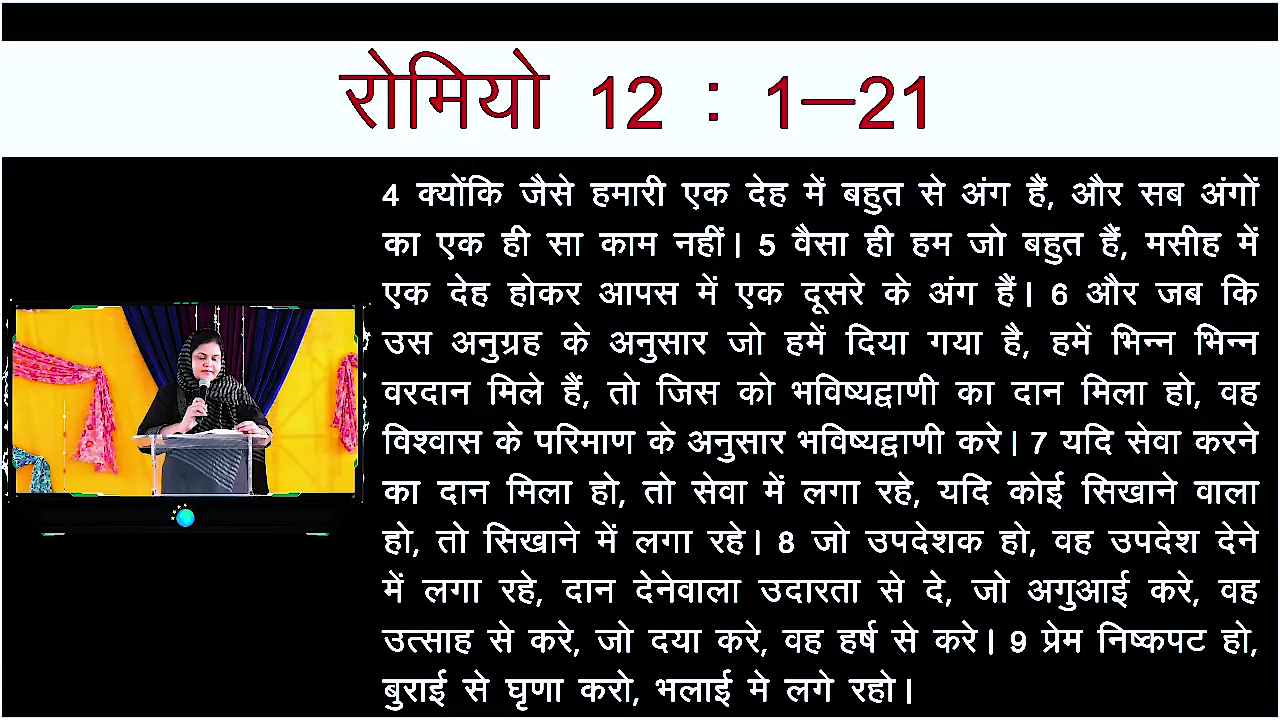 रोमियो 12 : 1–21
4 क्योंकि जैसे हमारी एक देह में बहुत से अंग हैं, और सब अंगों
का एक ही सा काम नहीं। 5 वैसा ही हम जो बहुत हैं, मसीह में
एक देह होकर आपस में एक दूसरे के अंग हैं। 6 और जब कि
उस अनुग्रह के अनुसार जो हमें दिया गया है, हमें भिन्न भिन्न
वरदान मिले हैं, तो जिस को भविष्यद्वाणी का दान मिला हो, वह
विश्वास के परिमाण के अनुसार भविष्यद्वाणी करे। 7 यदि सेवा करने
का दान मिला हो, तो सेवा में लगा रहे, यदि कोई सिखाने वाला
हो, तो सिखाने में लगा रहे। 8 जो उपदेशक हो, वह उपदेश देने
में लगा रहे, दान देनेवाला उदारता से दे, जो अगुआई करे, वह
उत्साह से करे, जो दया करे, वह हर्ष से करे। 9 प्रेम निष्कपट हो,
बुराई से घृणा करो, भलाई मे लगे रहो।